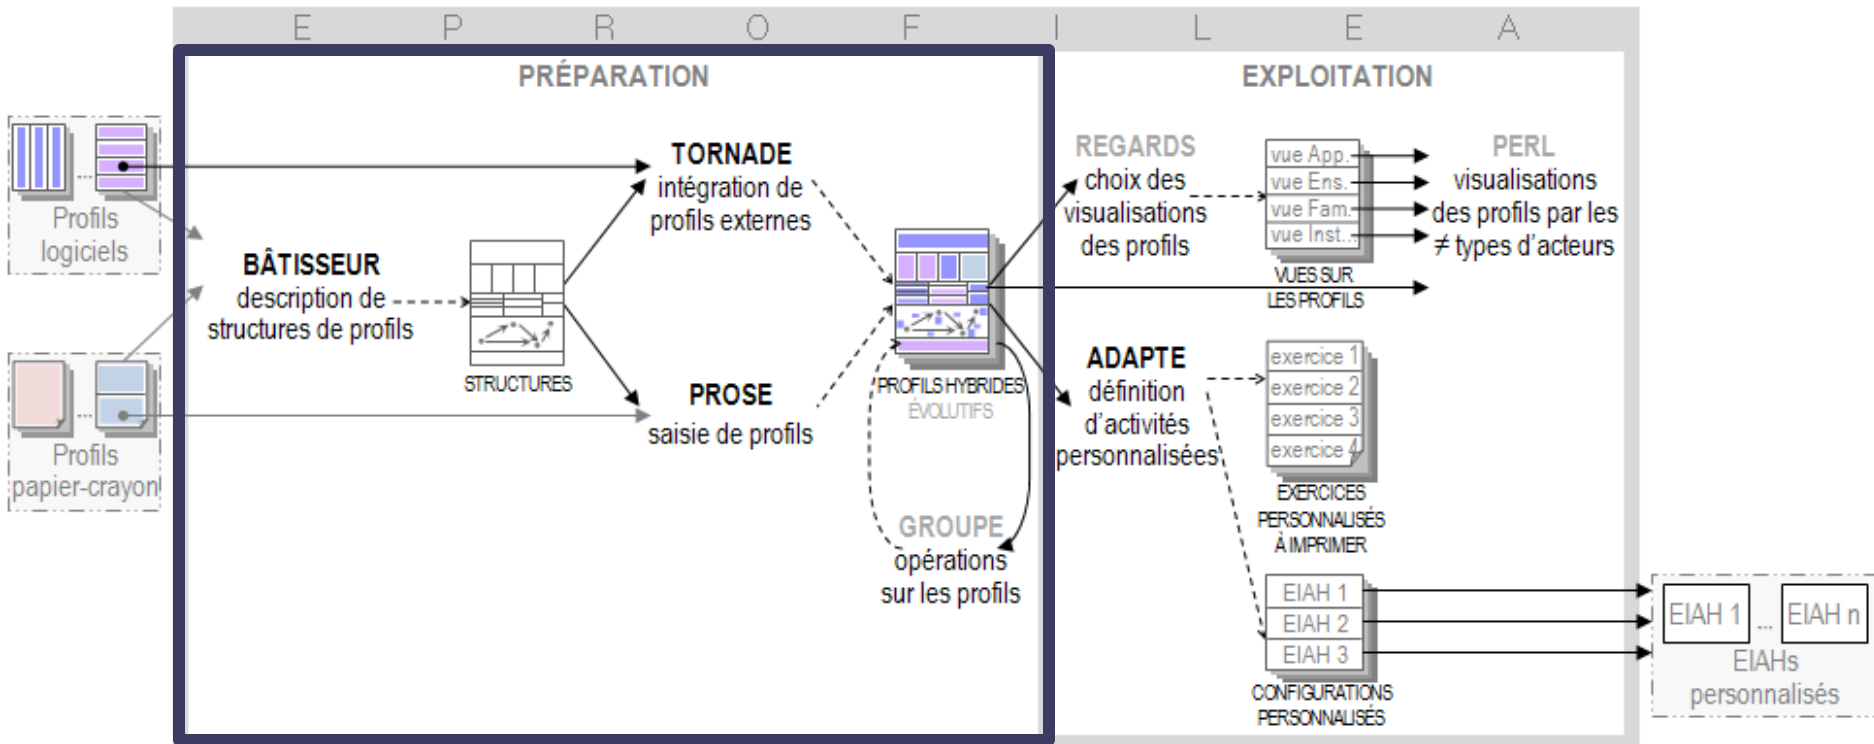 E P R O F I L E A
PRÉPARATION
EXPLOITATION
...
Profils
logiciels
...
Profils
papier-crayon
BÂTISSEUR
description de
structures de profils
STRUCTURES
TORNADE
intégration de
profils externes
PROSE
saisie de profils
PROFILS HYBRIDES
ÉVOLUTIFS
GROUPE
opérations
sur les profils
REGARDS
choix des
visualisations
des profils
vue App.
vue Ens.
vue Fam.
vue Inst...
VUES SUR
LES PROFILS
PERL
visualisations
des profils par les
≠ types d'acteurs
ADAPTE
définition
d'activités
personnalisées
exercice 1
exercice 2
exercice 3
exercice 4
EXERCICES
PERSONNALISÉS
À IMPRIMER
EIAH 1
EIAH 2
EIAH 3
CONFIGURATIONS
PERSONNALISÉS
EIAH 1 ... EIAH n
EIAHs
personnalisés